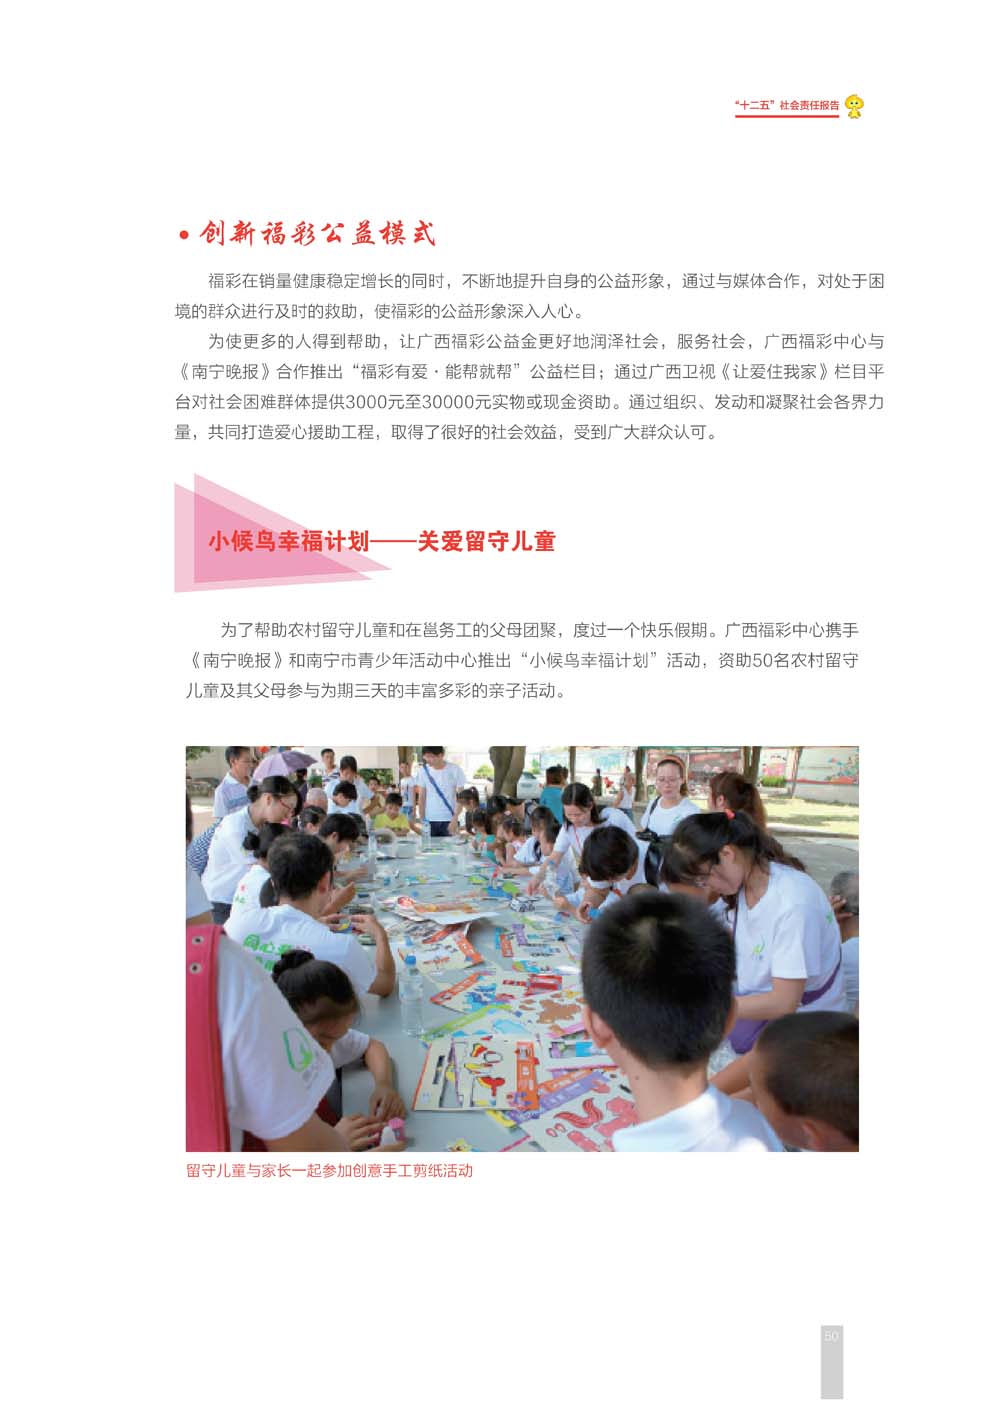 “十二五”社会责任报告
• 创新福彩公益模式
福彩在销量健康稳定增长的同时，不断地提升自身的公益形象，通过与媒体合作，对处于困
境的群众进行及时的救助，使福彩的公益形象深入人心。
为使更多的人得到帮助，让广西福彩公益金更好地润泽社会，服务社会，广西福彩中心与
《南宁晚报》合作推出“福彩有爱·能帮就帮”公益栏目；通过广西卫视《让爱住我家》栏目平
台对社会困难群体提供3000元至30000元实物或现金资助。通过组织、发动和凝聚社会各界力
量，共同打造爱心援助工程，取得了很好的社会效益，受到广大群众认可。
小候鸟幸福计划——关爱留守儿童
为了帮助农村留守儿童和在邕务工的父母团聚，度过一个快乐假期。广西福彩中心携手
《南宁晚报》和南宁市青少年活动中心推出“小候鸟幸福计划”活动，资助50名农村留守
儿童及其父母参与为期三天的丰富多彩的亲子活动。
同心
留守儿童与家长一起参加创意手工剪纸活动
50